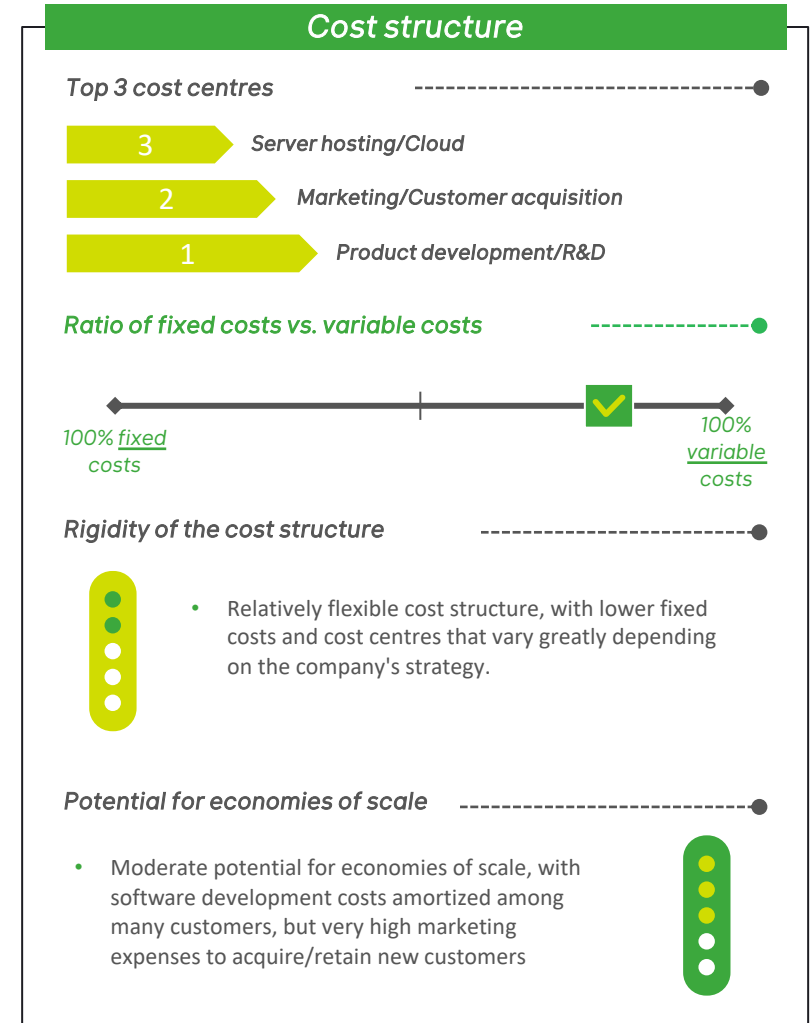 Cost structure
Top 3 cost centres
3
Server hosting/Cloud
2
Marketing/Customer acquisition
1
Product development/R&D
Ratio of fixed costs vs. variable costs
100% fixed
costs
100%
variable
costs
Rigidity of the cost structure
• Relatively flexible cost structure, with lower fixed
costs and cost centres that vary greatly depending
on the company's strategy.
Potential for economies of scale
• Moderate potential for economies of scale, with
software development costs amortized among
many customers, but very high marketing
expenses to acquire/retain new customers